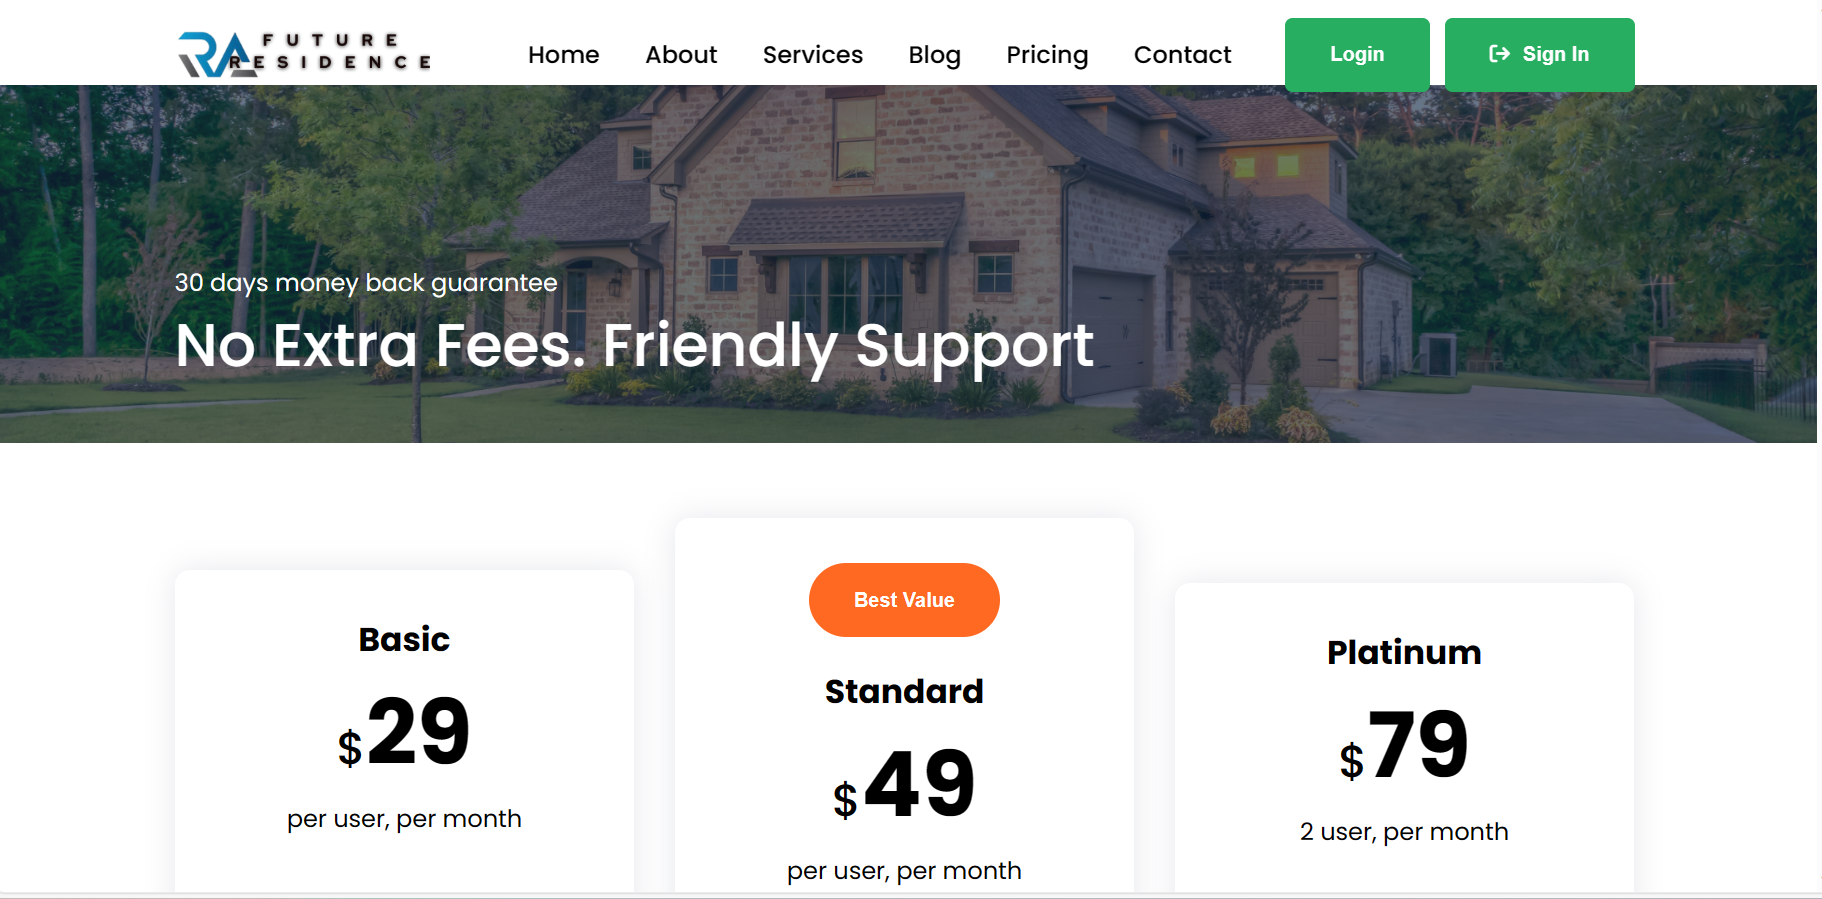 FUTURE
RESIDENCE
Home About Services Blog Pricing Contact Login Sign In
30 days money back guarantee
No Extra Fees. Friendly Support
Basic
$29
per user, per month
Best Value
Standard
$49
per user, per month
Platinum
$79
2 user, per month